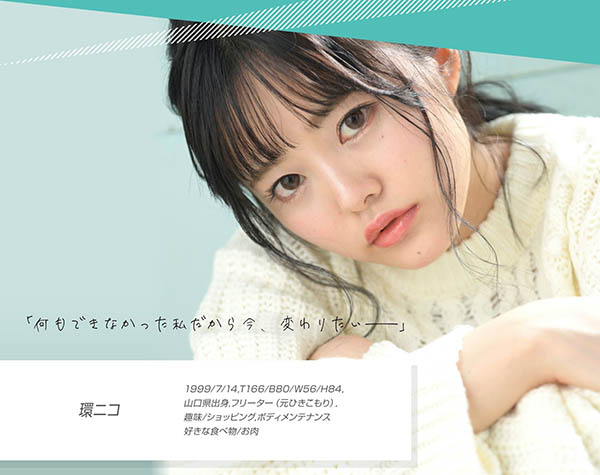 「何もできなかった私だから今、変わりたい──」
環ニコ
1999/7/14,T166/B80/W56/H84,
山口県出身,フリーター（元ひきこもり）,
趣味/ショッピング,ボディメンテナンス
好きな食べ物/お肉